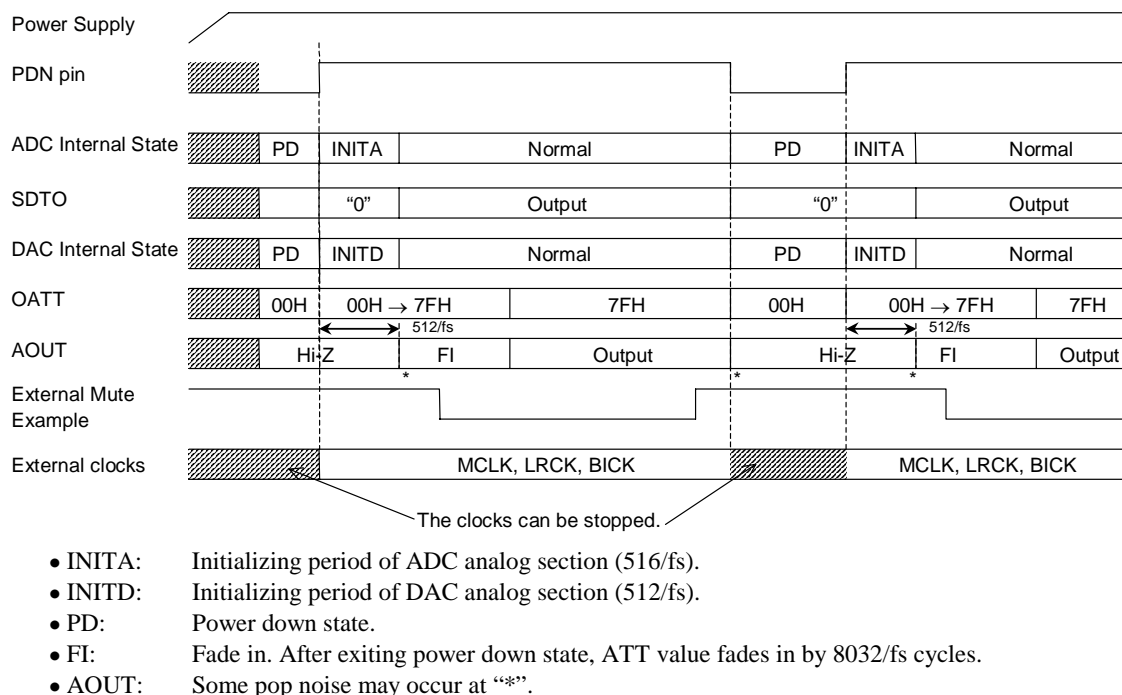 Power Supply
PDN pin
ADC Internal State PD INITA Normal PD INITA Normal
SDTO “0” Output “0” Output
DAC Internal State PD INITD Normal PD INITD Normal
OATT 00H 00H → 7FH 7FH 00H 00H → 7FH 7FH
512/fs 512/fs
AOUT Hi-Z FI Output Hi-Z FI Output
* * *
External Mute
Example
External clocks MCLK, LRCK, BICK MCLK, LRCK, BICK
The clocks can be stopped.
• INITA: Initializing period of ADC analog section (516/fs).
• INITD: Initializing period of DAC analog section (512/fs).
• PD: Power down state.
• FI: Fade in. After exiting power down state, ATT value fades in by 8032/fs cycles.
• AOUT: Some pop noise may occur at “*”.